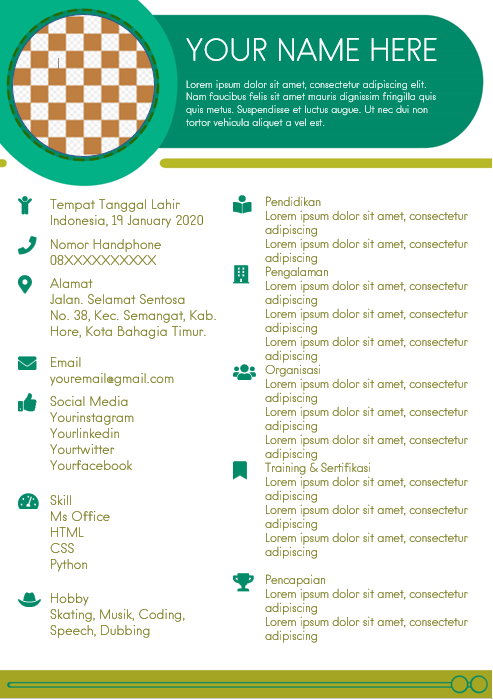 YOUR NAME HERE
Lorem ipsum dolor sit amet, consectetur adipiscing elit.
Nam faucibus felis sit amet mauris dignissim fringilla quis
quis metus. Suspendisse et luctus augue. Ut nec dui non
tortor vehicula aliquet a vel est.
Tempat Tanggal Lahir
Indonesia, 19 January 2020
Nomor Handphone
08XXXXXXXXXX
Alamat
Jalan. Selamat Sentosa
No. 38, Kec. Semangat, Kab.
Hore, Kota Bahagia Timur.
Email
youremail@gmail.com
Social Media
Yourinstagram
Yourlinkedin
Yourtwitter
Yourfacebook
Skill
Ms Office
HTML
CSS
Python
Hobby
Skating, Musik, Coding,
Speech, Dubbing
Pendidikan
Lorem ipsum dolor sit amet, consectetur
adipiscing
Lorem ipsum dolor sit amet, consectetur
adipiscing
Pengalaman
Lorem ipsum dolor sit amet, consectetur
adipiscing
Lorem ipsum dolor sit amet, consectetur
adipiscing
Lorem ipsum dolor sit amet, consectetur
adipiscing
Organisasi
Lorem ipsum dolor sit amet, consectetur
adipiscing
Lorem ipsum dolor sit amet, consectetur
adipiscing
Lorem ipsum dolor sit amet, consectetur
adipiscing
Training & Sertifikasi
Lorem ipsum dolor sit amet, consectetur
adipiscing
Lorem ipsum dolor sit amet, consectetur
adipiscing
Lorem ipsum dolor sit amet, consectetur
adipiscing
Pencapaian
Lorem ipsum dolor sit amet, consectetur
adipiscing
Lorem ipsum dolor sit amet, consectetur
adipiscing